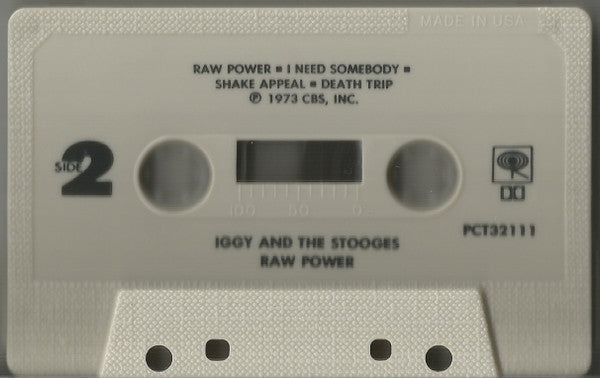 MADE IN USA
RAW POWER ▪ I NEED SOMEBODY ▪
SHAKE APPEAL ▪ DEATH TRIP
℗ 1973 CBS, INC.
SIDE 2
100 50 0
PCT32111
IGGY AND THE STOOGES
RAW POWER